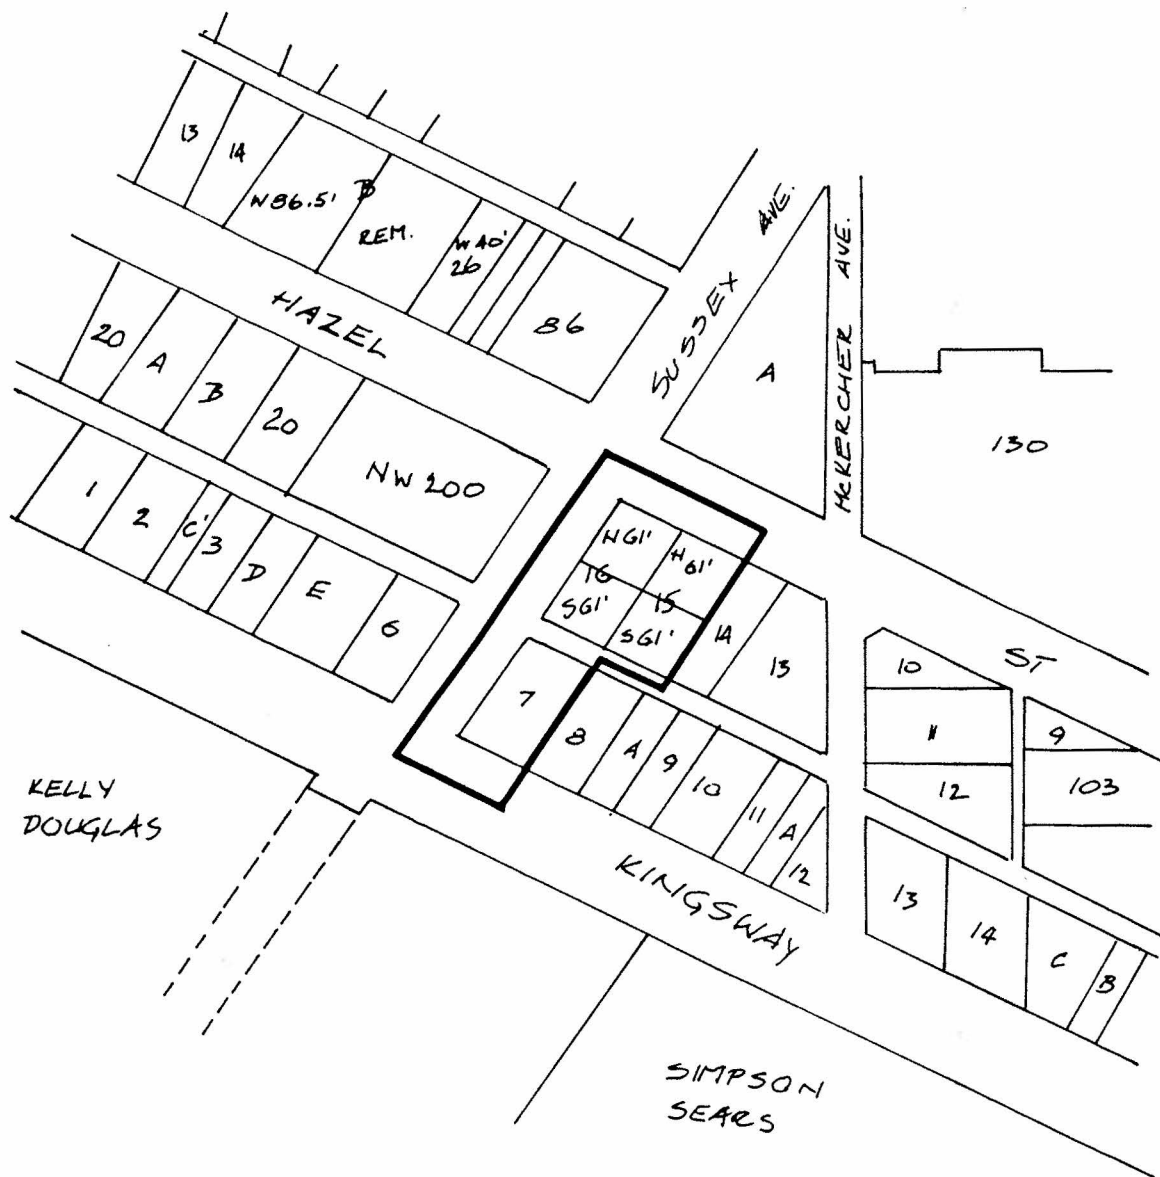 13
14
W86.5'
B
REM.
W40'
26
86
HAZEL
SUSSEX
AVE.
A
McKERCHER AVE.
130
20
A
B
20
NW 200
1
2
C'
3
D
E
6
N61'
16
S61'
N61'
15
S61'
14
13
7
8
A
9
10
11
A
12
ST
10
11
12
9
103
13
14
C
B
KINGSWAY
KELLY
DOUGLAS
SIMPSON
SEARS